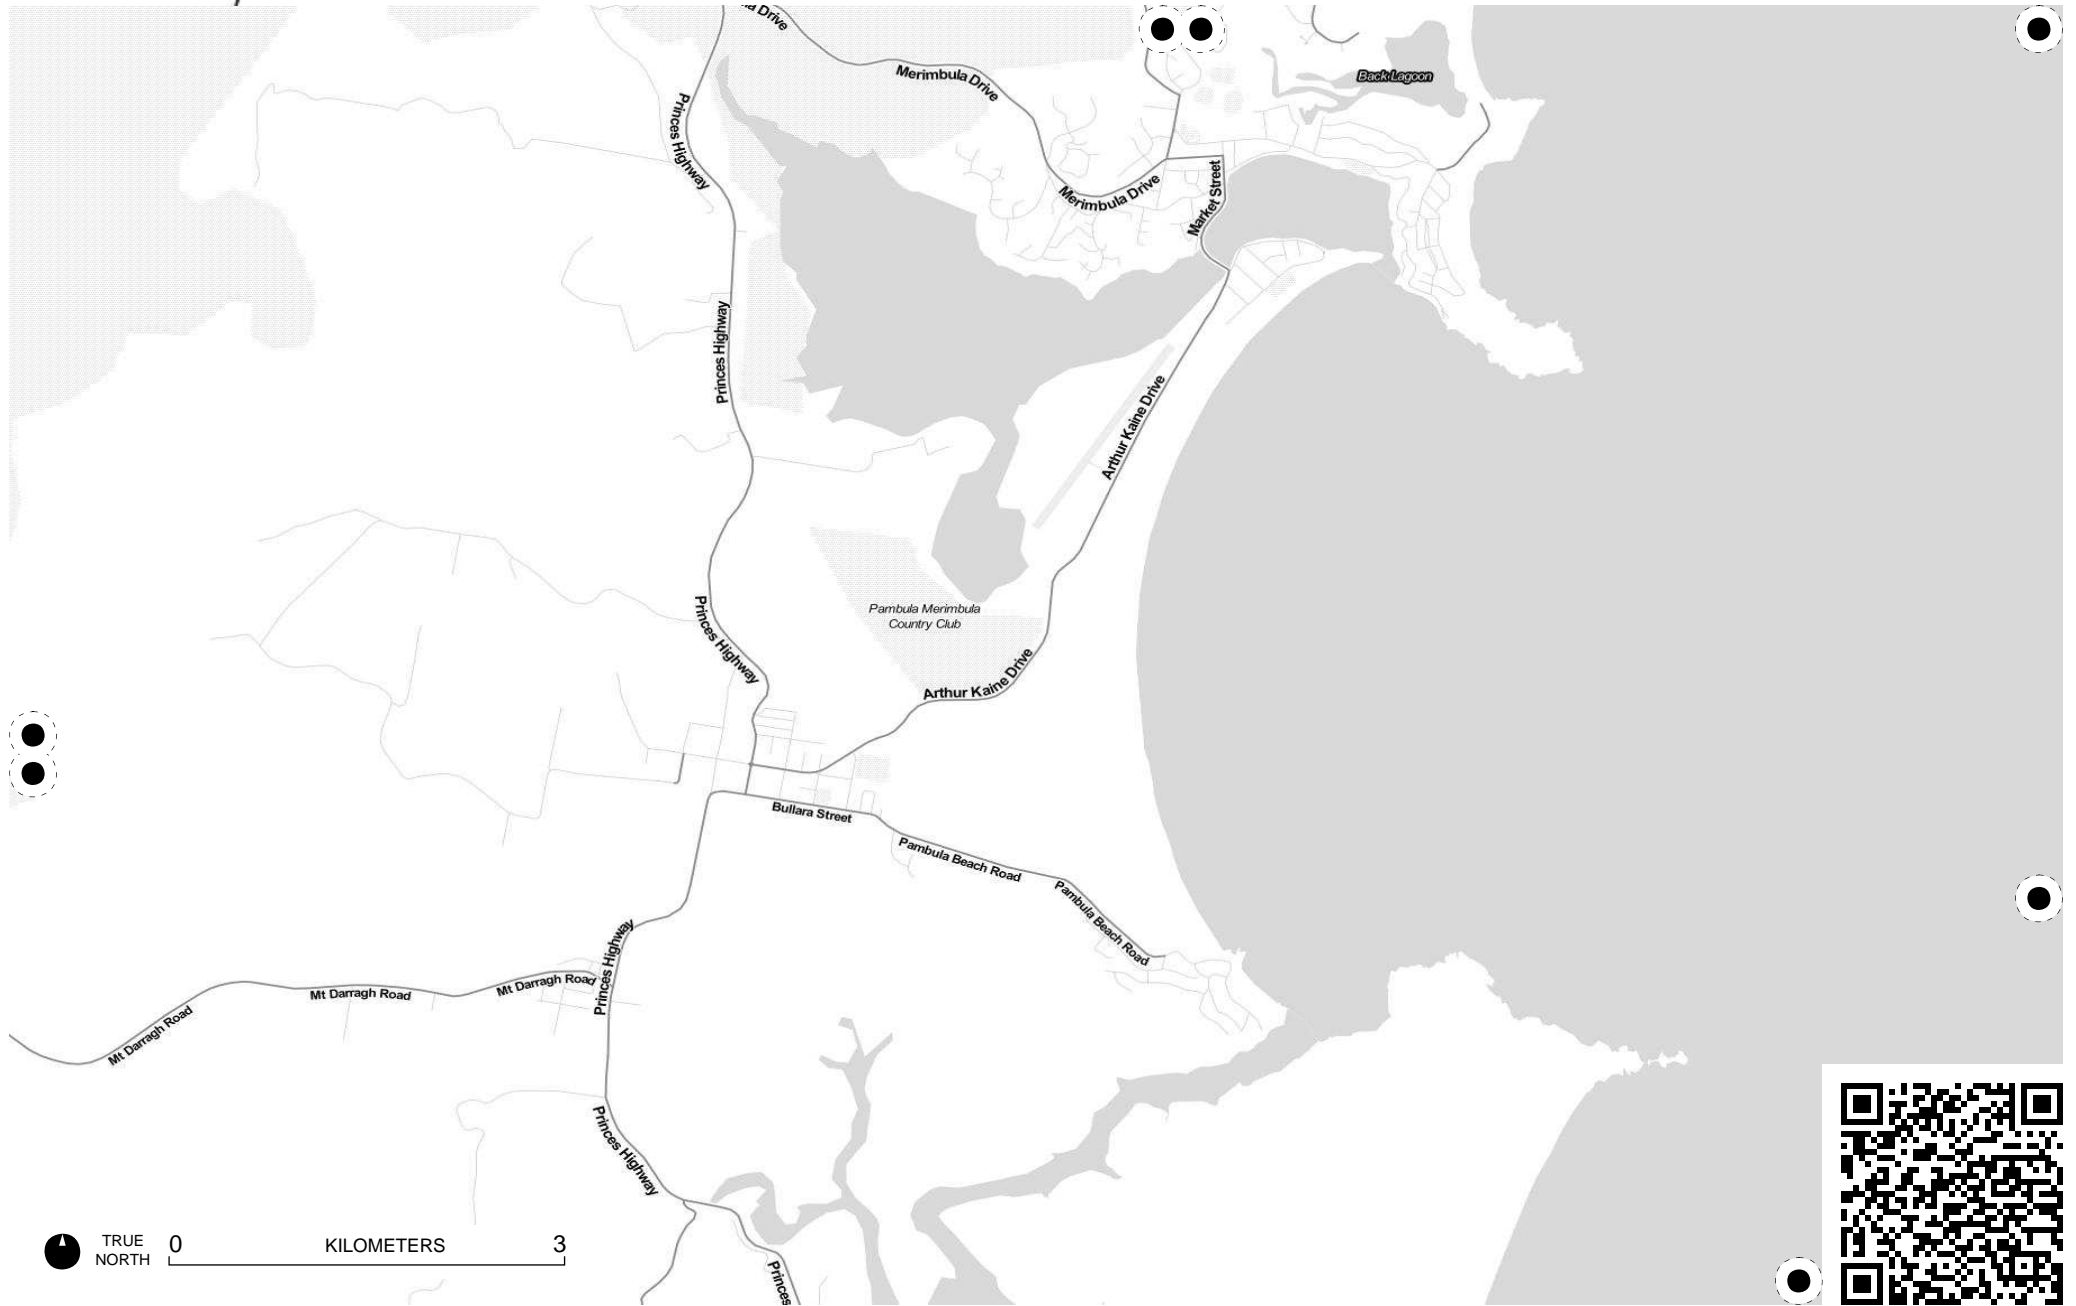 Drive
Merimbula Drive
Back Lagoon
Princes Highway
Merimbula Drive
Market Street
Princes Highway
Arthur Kaine Drive
Pambula Merimbula
Country Club
Princes Highway
Arthur Kaine Drive
Bullara Street
Pambula Beach Road
Pambula Beach Road
Princes Highway
Mt Darragh Road
Mt Darragh Road
Mt Darragh Road
Princes Highway
TRUE
NORTH
0 KILOMETERS 3
Princes